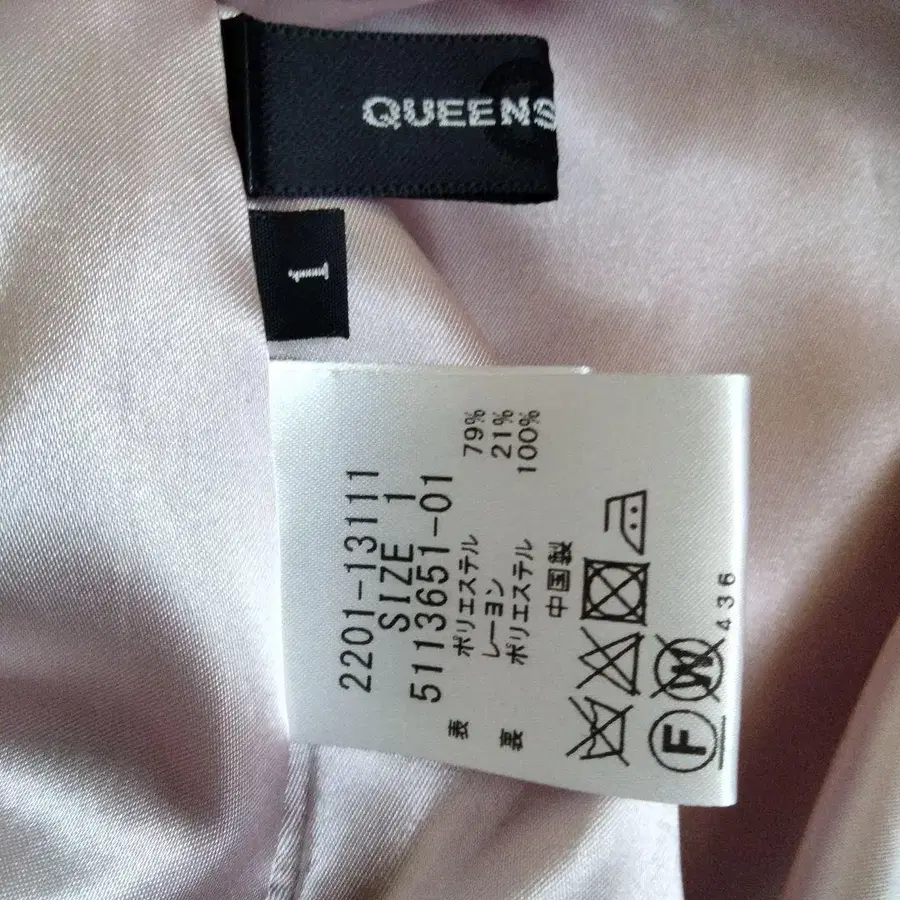 QUEENS
1
2201-13111
SIZE 1
5113651-01
表 ポリエステル 79%
レーヨン 21%
裏 ポリエステル 100%
中国製
F W
436